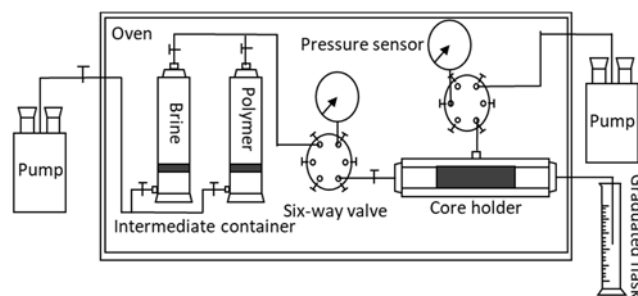 Oven
Pressure sensor
Brine
Polymer
Pump
Pump
Six-way valve
Core holder
Intermediate container
Graduated flask